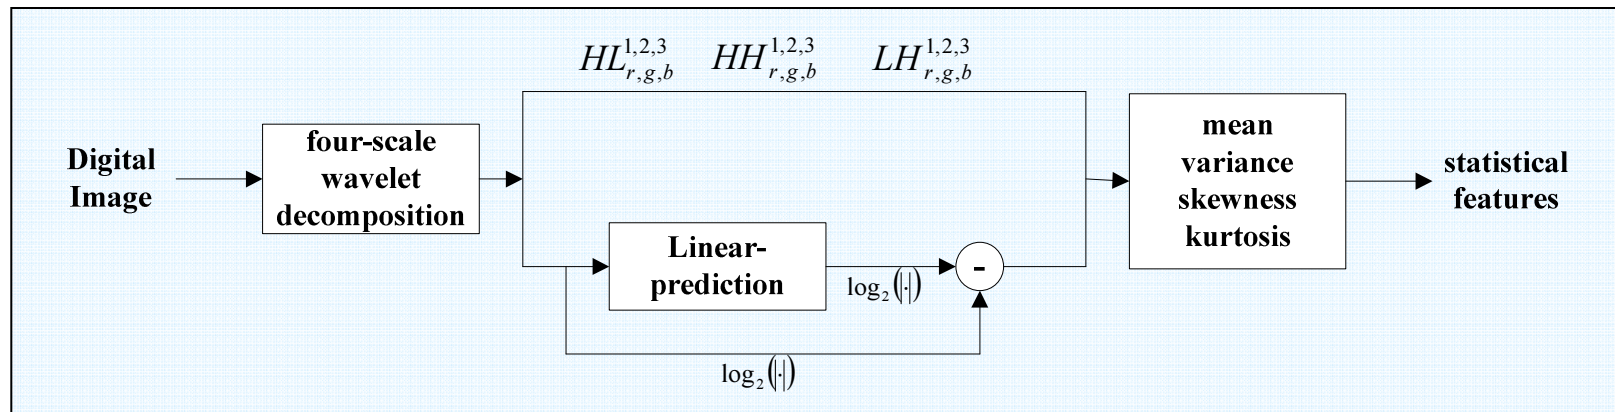 HL^{1,2,3}_{r,g,b} HH^{1,2,3}_{r,g,b} LH^{1,2,3}_{r,g,b}
Digital
Image
four-scale
wavelet
decomposition
Linear-
prediction
log₂(|·|)
-
log₂(|·|)
mean
variance
skewness
kurtosis
statistical
features